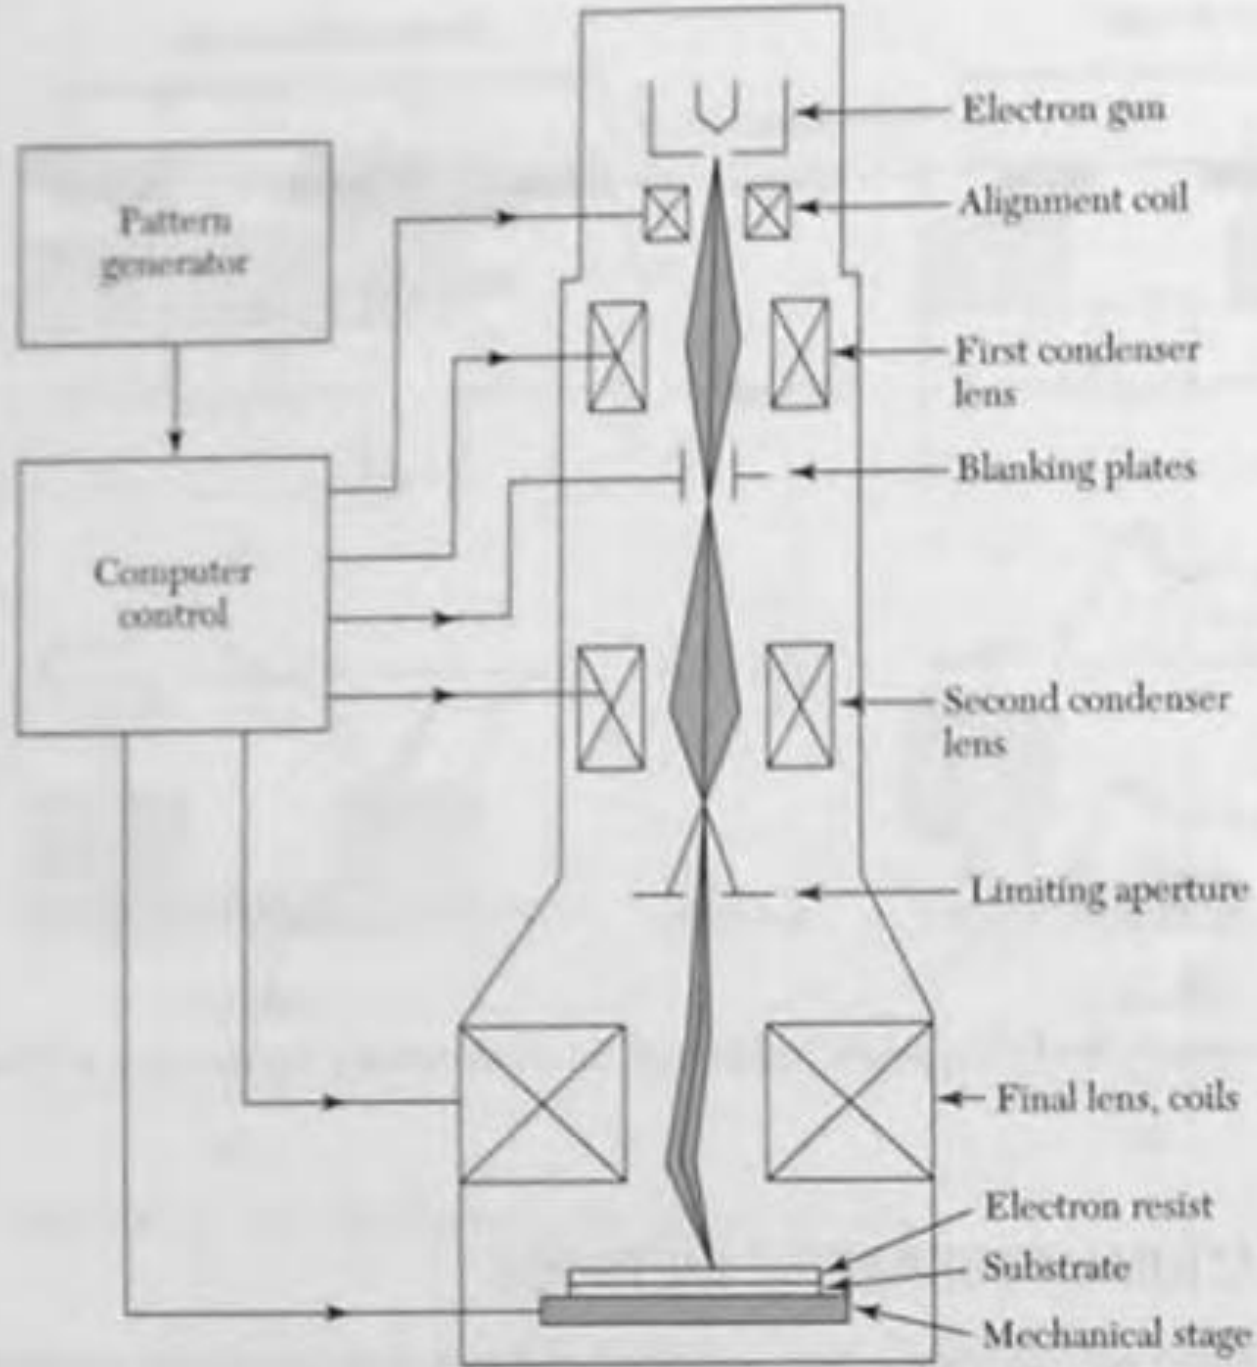 Electron gun
Pattern
generator
Alignment coil
First condenser
lens
Blanking plates
Computer
control
Second condenser
lens
Limiting aperture
Final lens, coils
Electron resist
Substrate
Mechanical stage